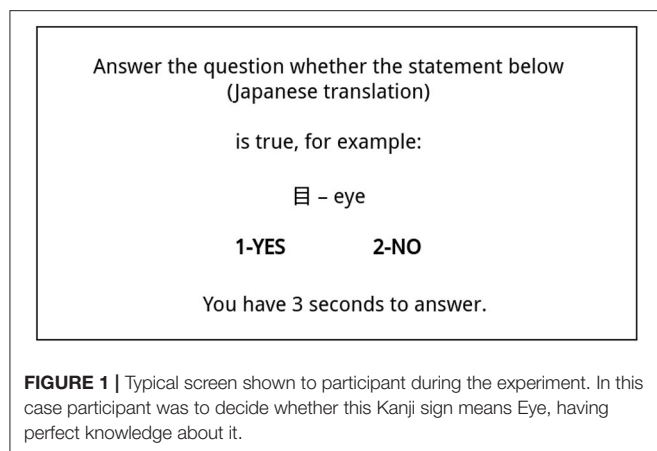 Answer the question whether the statement below
(Japanese translation)
is true, for example:
目 – eye
1-YES 2-NO
You have 3 seconds to answer.
FIGURE 1 | Typical screen shown to participant during the experiment. In this
case participant was to decide whether this Kanji sign means Eye, having
perfect knowledge about it.